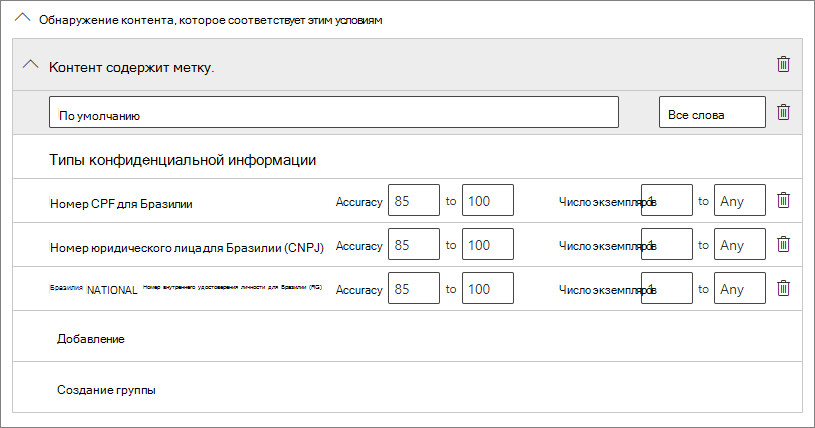 Обнаружение контента, которое соответствует этим условиям
Контент содержит метку.
По умолчанию Все слова
Типы конфиденциальной информации
Номер CPF для Бразилии Accuracy 85 to 100 Число экземпляров 1 to Any
Номер юридического лица для Бразилии (CNPJ) Accuracy 85 to 100 Число экземпляров 1 to Any
Бразилия NATIONAL Номер внутреннего удостоверения личности для Бразилии (RG) Accuracy 85 to 100 Число экземпляров 1 to Any
Добавление
Создание группы